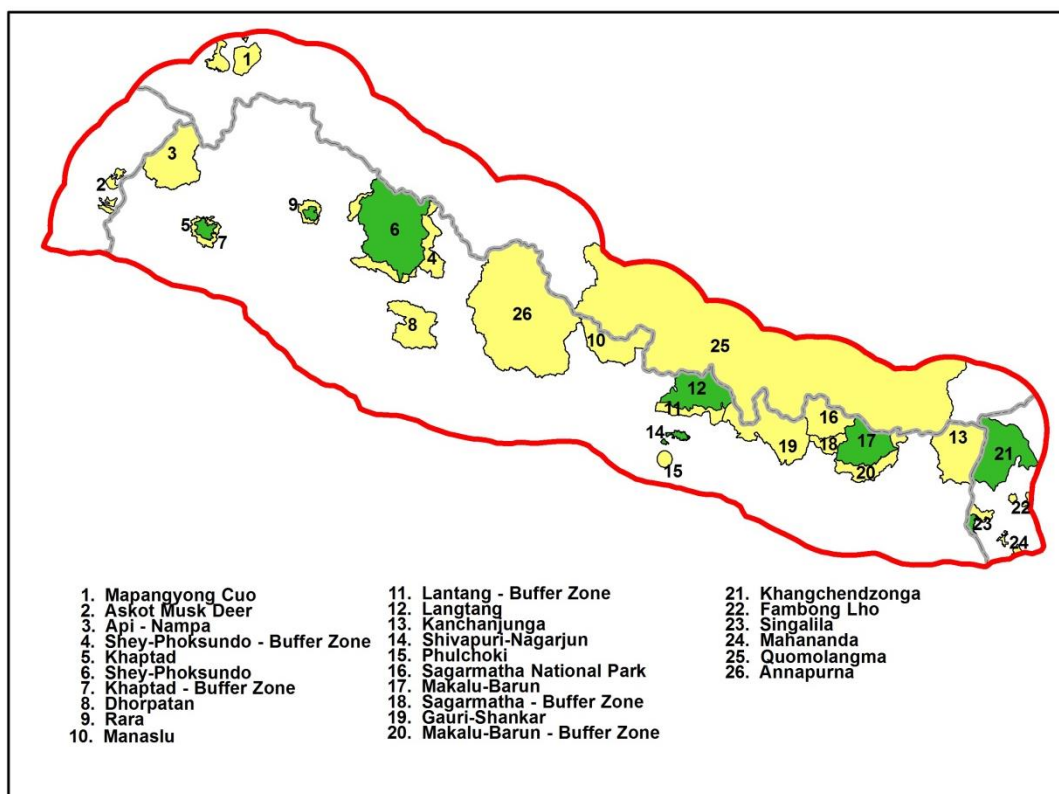 1
3
2
9
5
7
6
4
8
26
10
25
12
11
14
15
16
19
18
17
20
13
21
22
23
24
1. Mapangyong Cuo
2. Askot Musk Deer
3. Api - Nampa
4. Shey-Phoksundo - Buffer Zone
5. Khaptad
6. Shey-Phoksundo
7. Khaptad - Buffer Zone
8. Dhorpatan
9. Rara
10. Manaslu
11. Lantang - Buffer Zone
12. Langtang
13. Kanchanjunga
14. Shivapuri-Nagarjun
15. Phulchoki
16. Sagarmatha National Park
17. Makalu-Barun
18. Sagarmatha - Buffer Zone
19. Gauri-Shankar
20. Makalu-Barun - Buffer Zone
21. Khangchendzonga
22. Fambong Lho
23. Singalila
24. Mahananda
25. Quomolangma
26. Annapurna